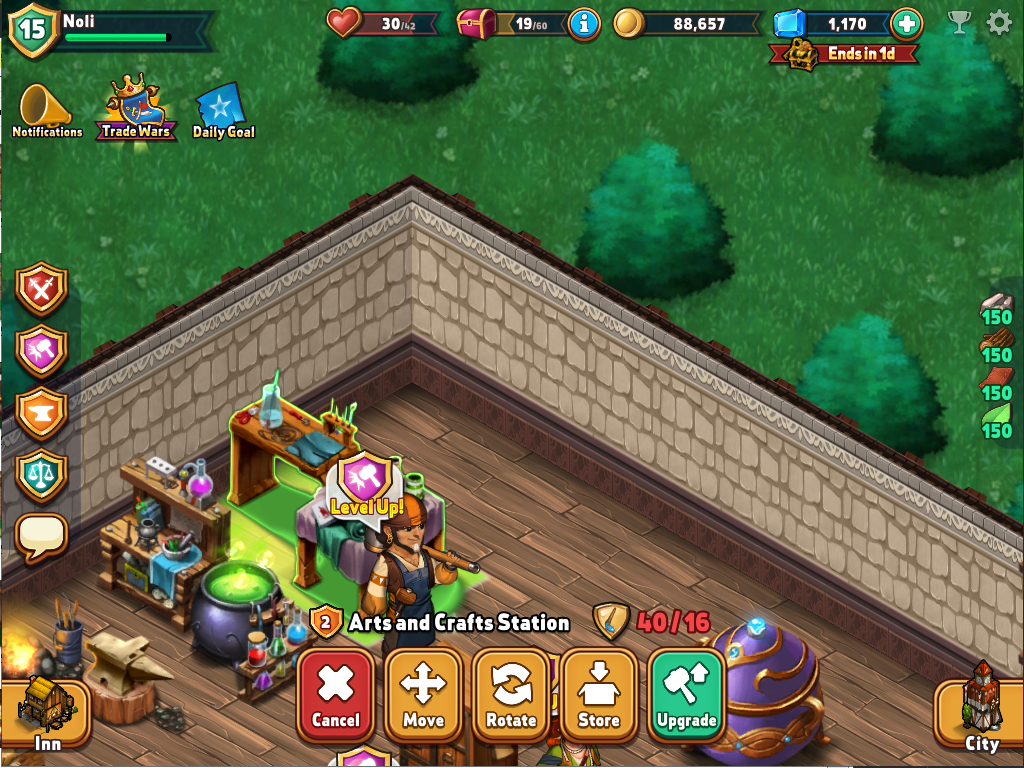 15
Noli
30/42
19/60
i
88,657
1,170
Ends in 1d
Notifications
Trade Wars
Daily Goal
150
150
150
150
Level Up!
2
Arts and Crafts Station
40/16
Cancel
Move
Rotate
Store
Upgrade
Inn
City